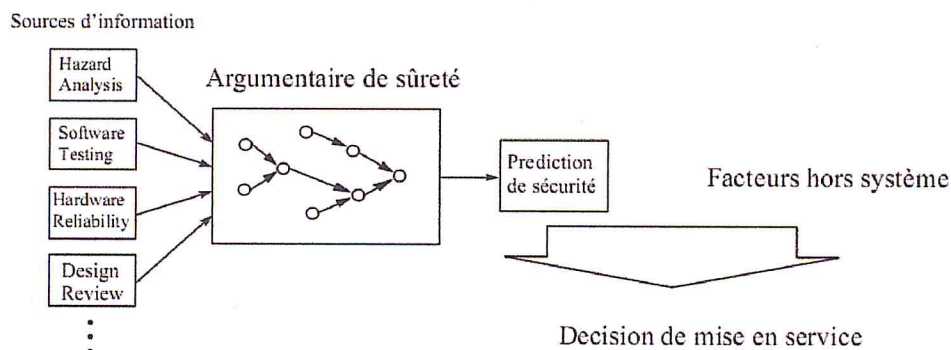 Sources d'information
Hazard
Analysis
Software
Testing
Hardware
Reliability
Design
Review
Argumentaire de sûreté
Prediction
de sécurité
Facteurs hors système
Decision de mise en service